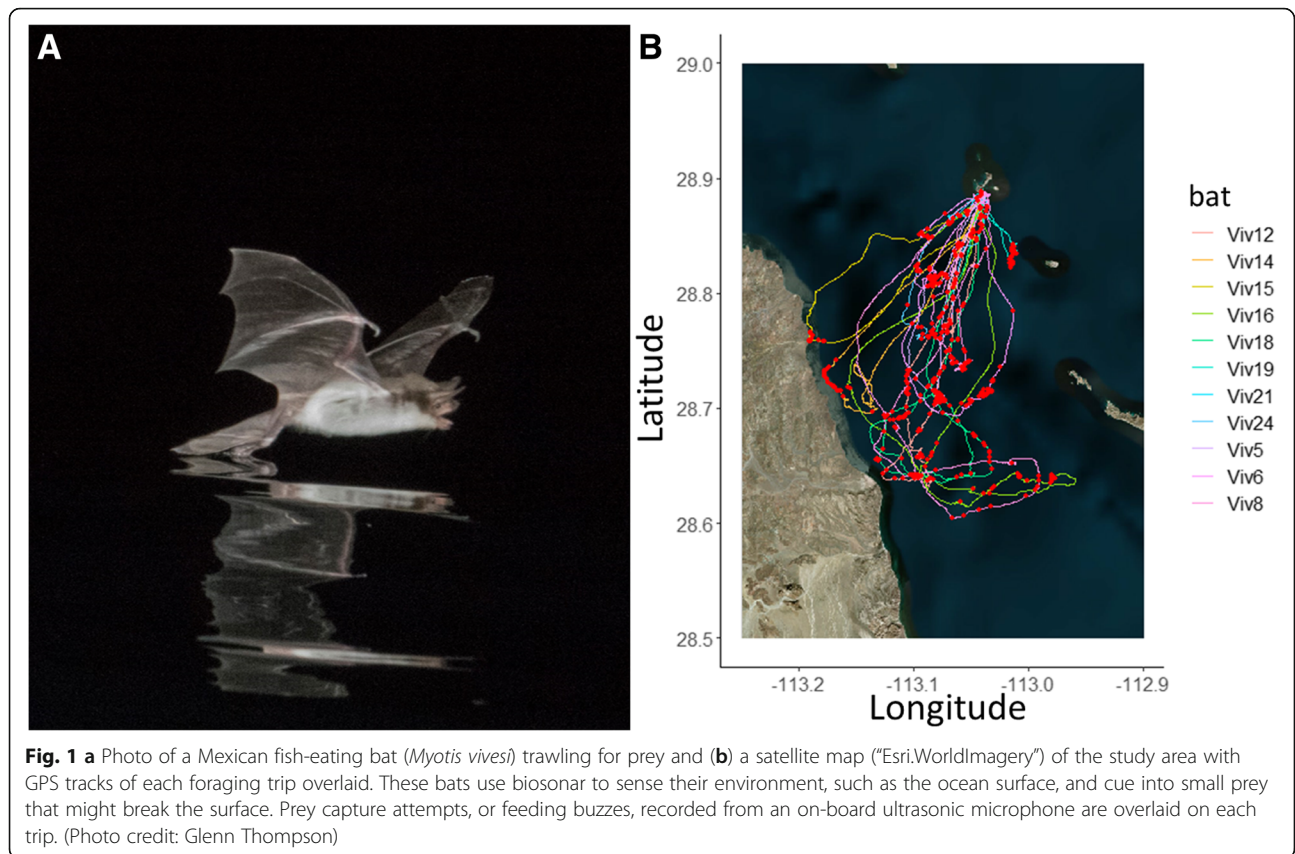 A
B
29.0
28.9
28.8
28.7
28.6
28.5
Latitude
-113.2
-113.1
-113.0
-112.9
Longitude
bat
Viv12
Viv14
Viv15
Viv16
Viv18
Viv19
Viv21
Viv24
Viv5
Viv6
Viv8
Fig. 1 a Photo of a Mexican fish-eating bat (Myotis vivesi) trawling for prey and (b) a satellite map (“Esri.WorldImagery”) of the study area with
GPS tracks of each foraging trip overlaid. These bats use biosonar to sense their environment, such as the ocean surface, and cue into small prey
that might break the surface. Prey capture attempts, or feeding buzzes, recorded from an on-board ultrasonic microphone are overlaid on each
trip. (Photo credit: Glenn Thompson)